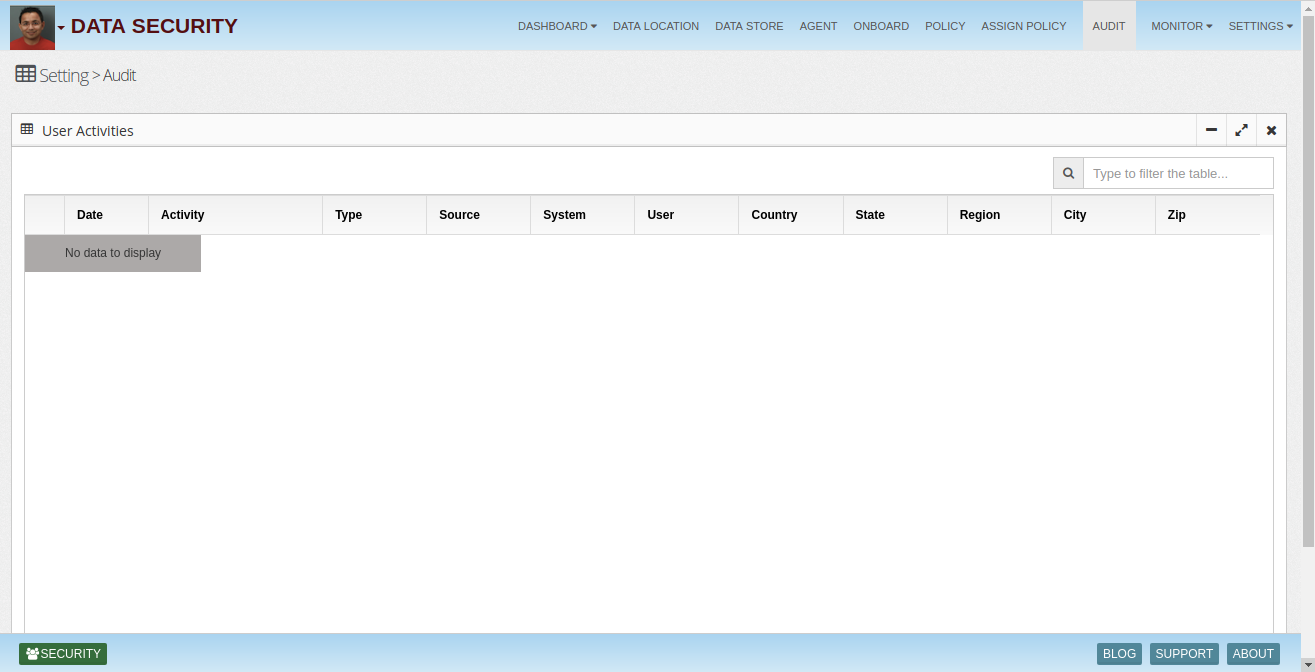 DATA SECURITY
DASHBOARD DATA LOCATION DATA STORE AGENT ONBOARD POLICY ASSIGN POLICY AUDIT MONITOR SETTINGS
Setting > Audit
User Activities
Type to filter the table...
Date Activity Type Source System User Country State Region City Zip
No data to display
SECURITY BLOG SUPPORT ABOUT